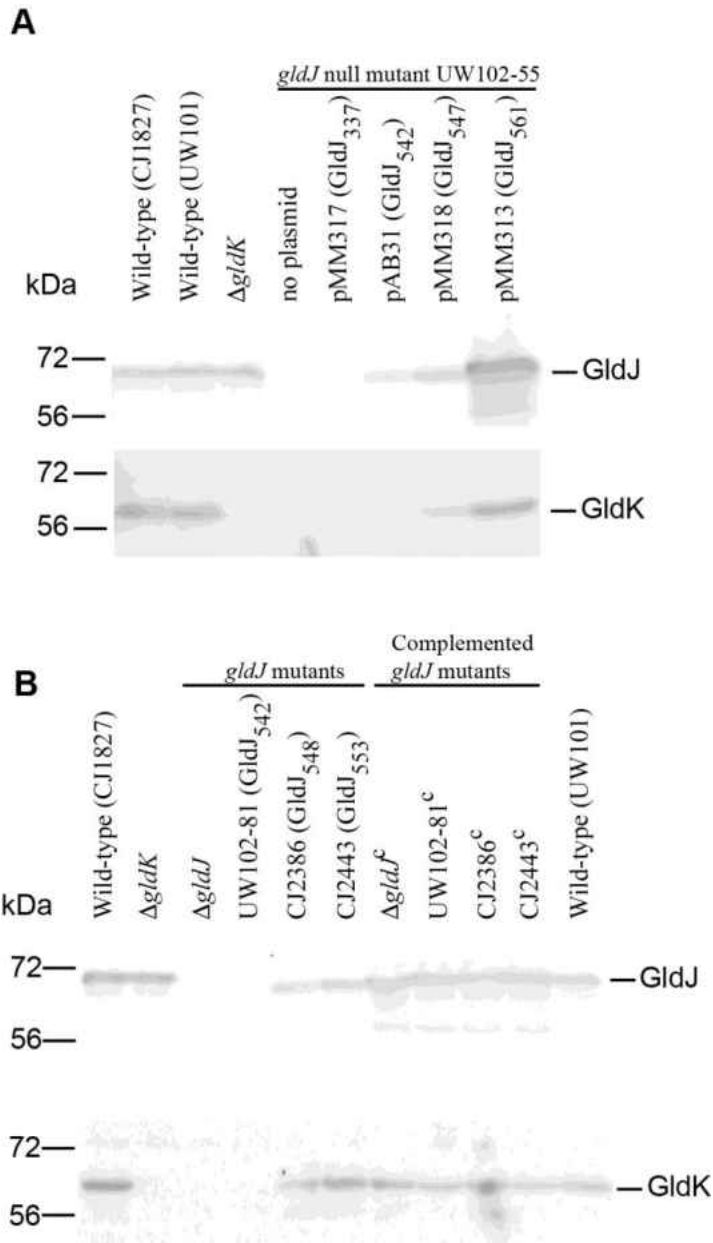 A
gldJ null mutant UW102-55
Wild-type (CJ1827)
Wild-type (UW101)
ΔgldK
no plasmid
pMM317 (GldJ337)
pAB31 (GldJ542)
pMM318 (GldJ547)
pMM313 (GldJ561)
kDa
72
GldJ
56
72
GldK
56
Complemented
B
gldJ mutants
gldJ mutants
Wild-type (CJ1827)
ΔgldK
ΔgldJ
UW102-81 (GldJ542)
CJ2386 (GldJ548)
CJ2443 (GldJ553)
ΔgldJc
UW102-81c
CJ2386c
CJ2443c
Wild-type (UW101)
kDa
72
GldJ
56
72
GldK
56